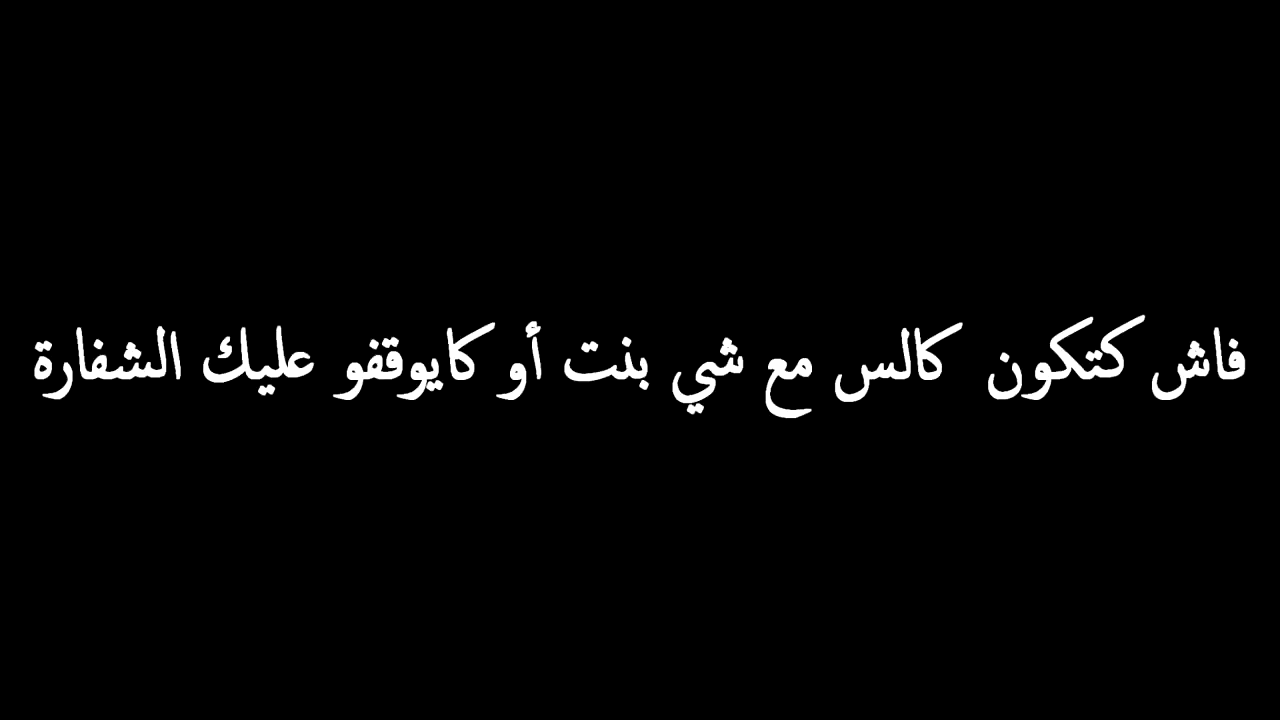 فاش كتكون كالس مع شي بنت أو كايوقفو عليك الشفارة